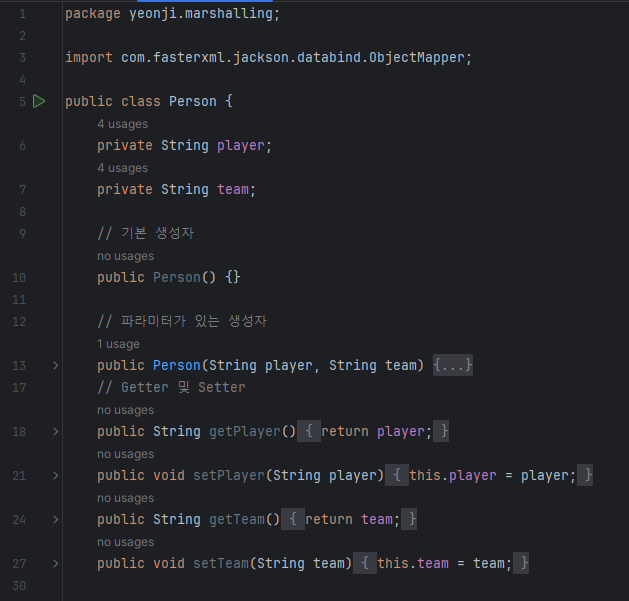 1 package yeonji.marshalling;
2
3 import com.fasterxml.jackson.databind.ObjectMapper;
4
5 public class Person {
4 usages
6 private String player;
4 usages
7 private String team;
8
9 // 기본 생성자
no usages
10 public Person() {}
11
12 // 파라미터가 있는 생성자
1 usage
13 public Person(String player, String team) {...}
17 // Getter 및 Setter
no usages
18 public String getPlayer() { return player; }
no usages
21 public void setPlayer(String player) { this.player = player; }
no usages
24 public String getTeam() { return team; }
no usages
27 public void setTeam(String team) { this.team = team; }
30